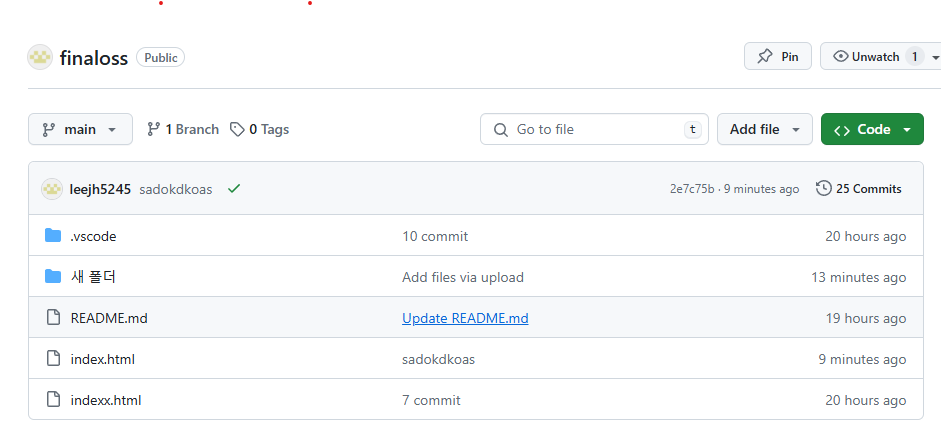 finaloss Public Pin Unwatch 1
main 1 Branch 0 Tags Go to file t Add file Code
leejh5245 sadokdkoas 2e7c75b · 9 minutes ago 25 Commits
.vscode 10 commit 20 hours ago
새 폴더 Add files via upload 13 minutes ago
README.md Update README.md 19 hours ago
index.html sadokdkoas 9 minutes ago
indexx.html 7 commit 20 hours ago